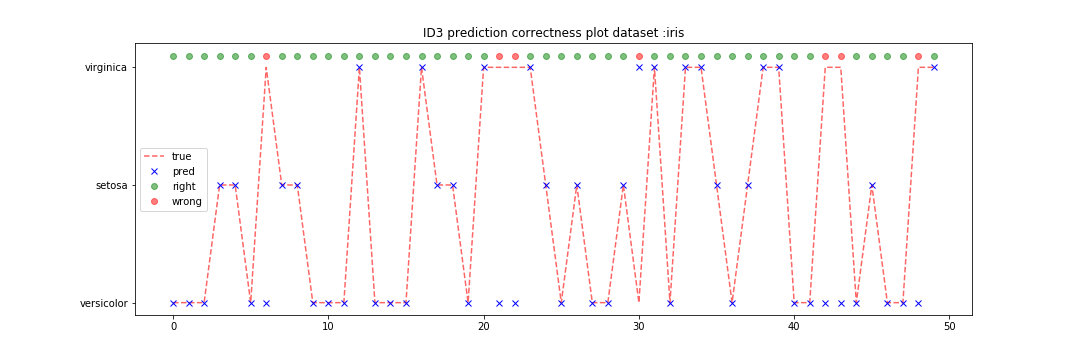 ID3 prediction correctness plot dataset :iris
virginica
setosa
versicolor
true
pred
right
wrong
0 10 20 30 40 50